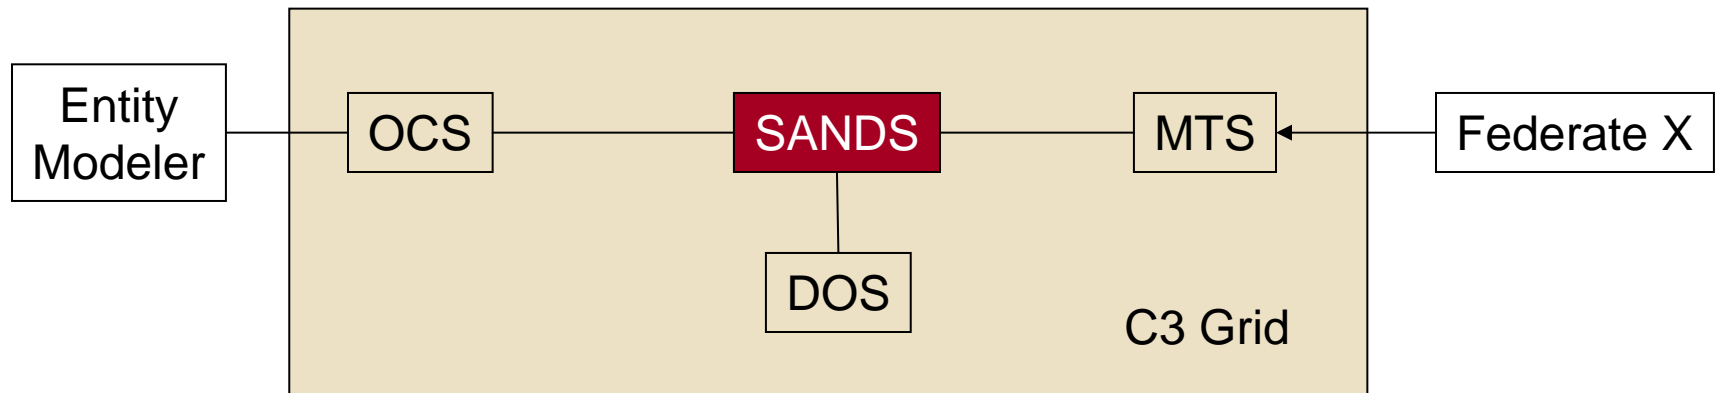 Entity
Modeler
OCS
SANDS
MTS
Federate X
DOS
C3 Grid